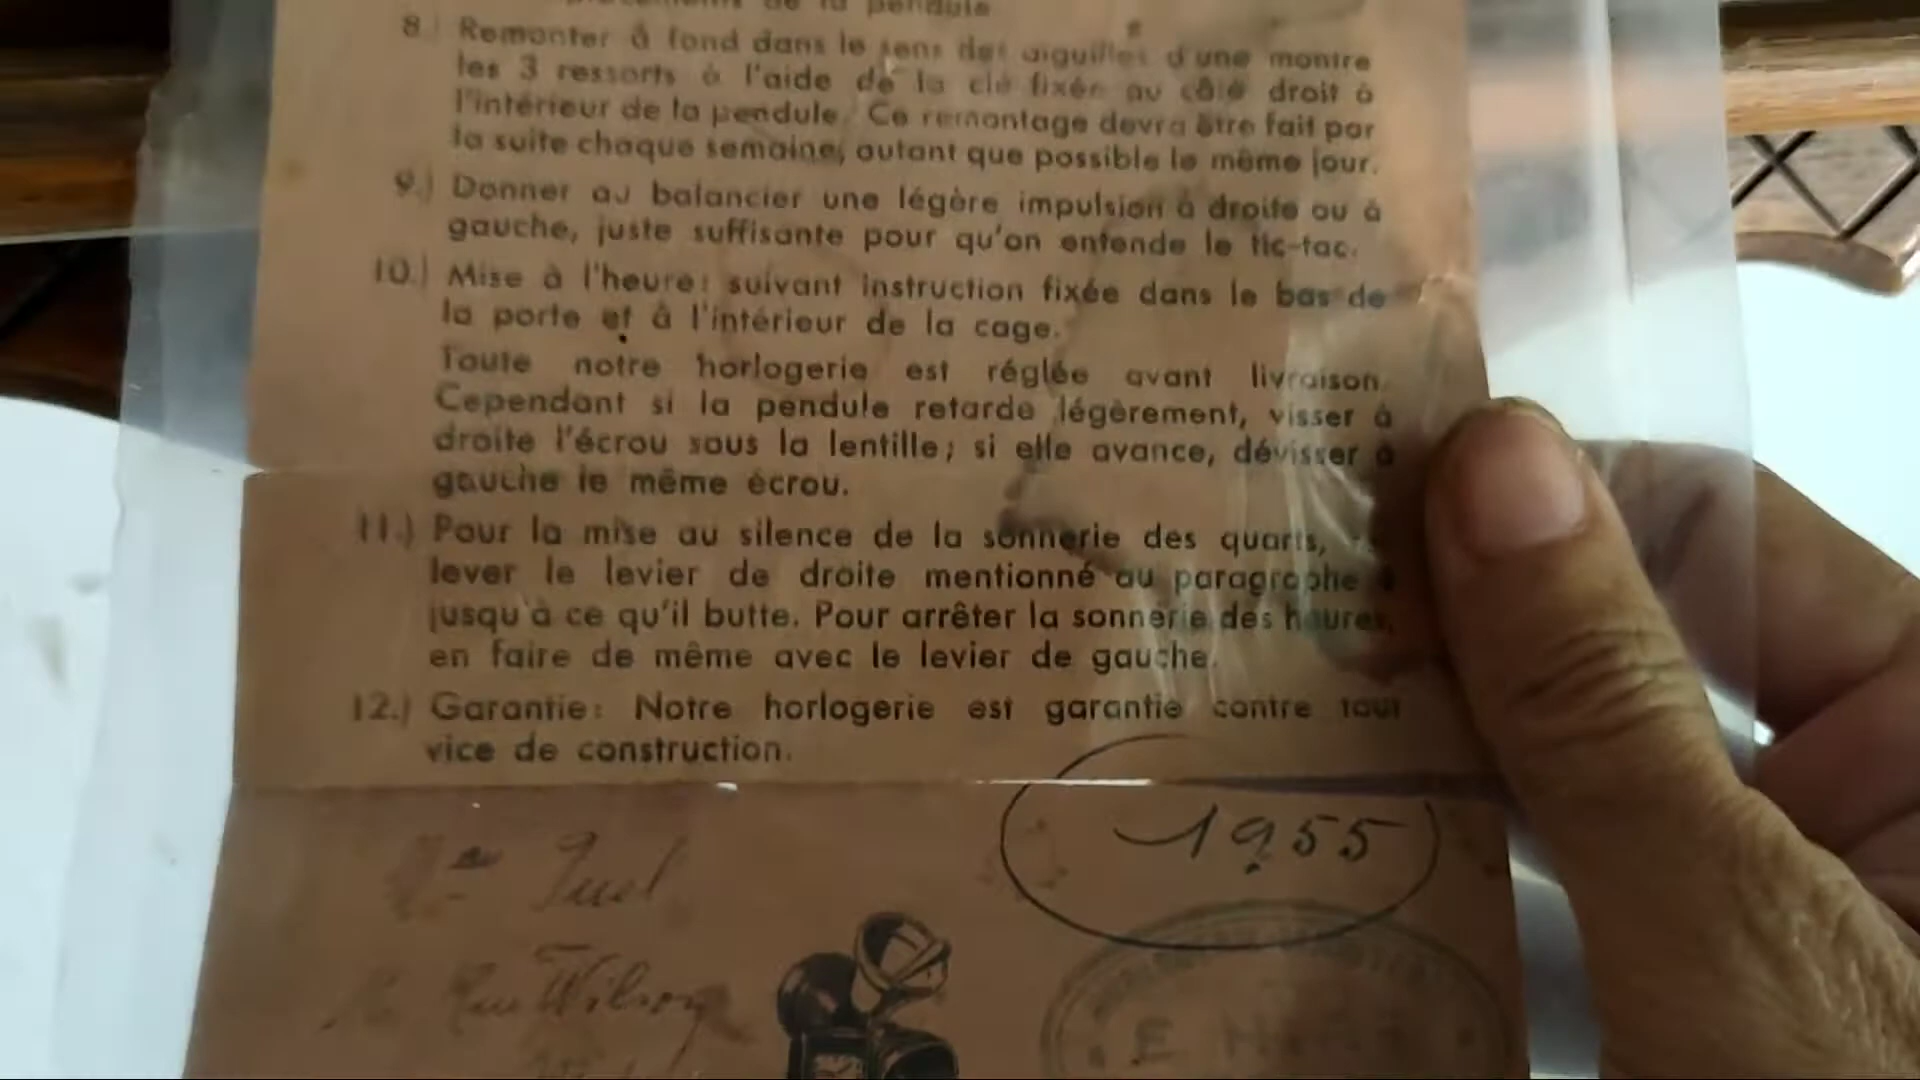 de la pendule
8.) Remonter à fond dans le sens des aiguilles d'une montre
les 3 ressorts à l'aide de la clé fixée au côté droit à
l'intérieur de la pendule. Ce remontage devra être fait par
la suite chaque semaine, autant que possible le même jour.
9.) Donner au balancier une légère impulsion à droite ou à
gauche, juste suffisante pour qu'on entende le tic-tac.
10.) Mise à l'heure: suivant instruction fixée dans le bas de
la porte et à l'intérieur de la cage.
Toute notre horlogerie est réglée avant livraison.
Cependant si la pendule retarde légèrement, visser à
droite l'écrou sous la lentille; si elle avance, dévisser à
gauche le même écrou.
11.) Pour la mise au silence de la sonnerie des quarts,
lever le levier de droite mentionné au paragraphe
jusqu'à ce qu'il butte. Pour arrêter la sonnerie des heures,
en faire de même avec le levier de gauche.
12.) Garantie: Notre horlogerie est garantie contre tout
vice de construction.
1955
Wilson
E